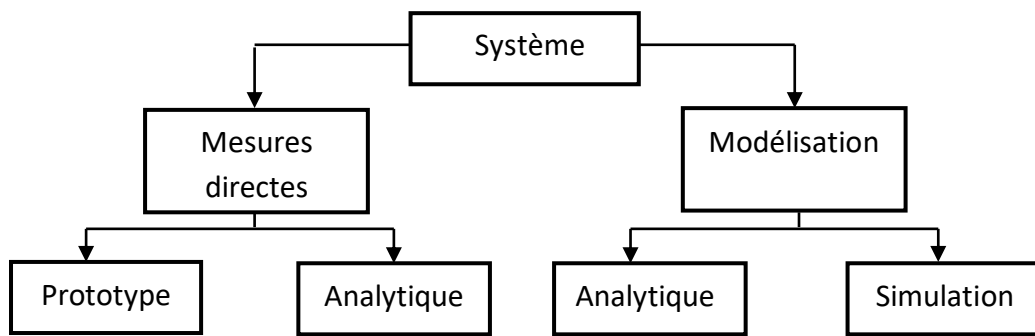 Système
Mesures
directes
Modélisation
Prototype
Analytique
Analytique
Simulation